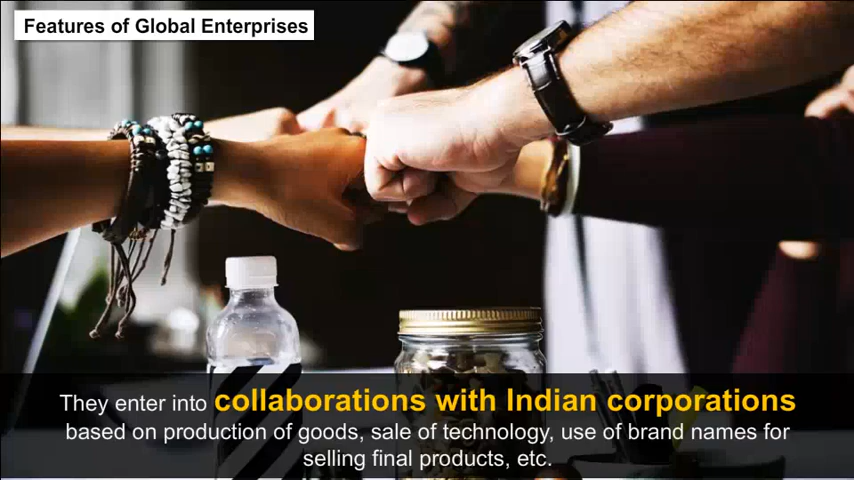 Features of Global Enterprises
They enter into collaborations with Indian corporations
based on production of goods, sale of technology, use of brand names for
selling final products, etc.